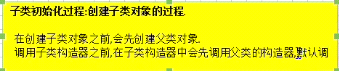 子类初始化过程:创建子类对象的过程.
在创建子类对象之前,会先创建父类对象.
调用子类构造器之前,在子类构造器中会先调用父类的构造器,默认调